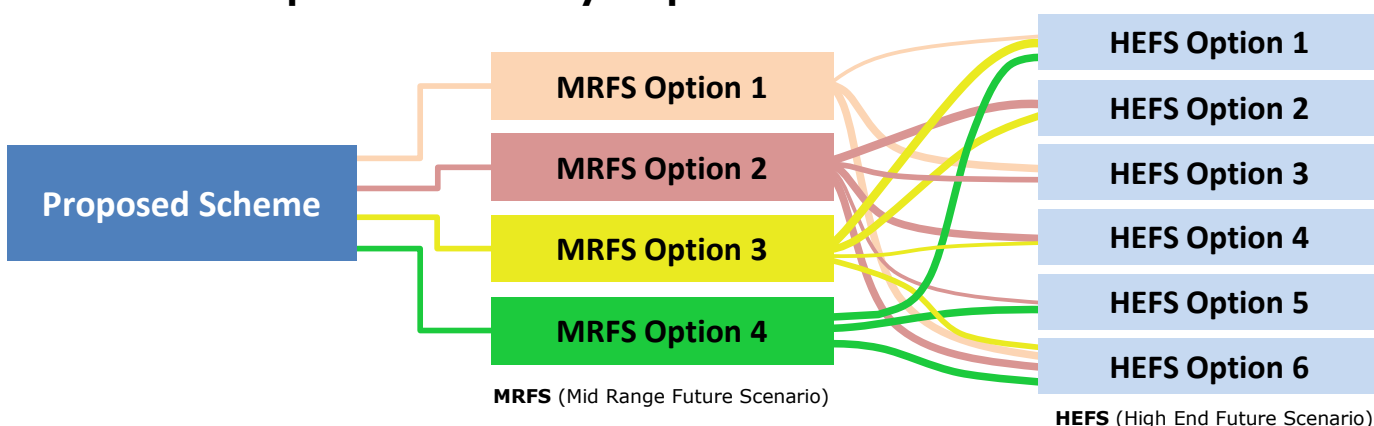 Proposed Scheme
MRFS Option 1
MRFS Option 2
MRFS Option 3
MRFS Option 4
MRFS (Mid Range Future Scenario)
HEFS Option 1
HEFS Option 2
HEFS Option 3
HEFS Option 4
HEFS Option 5
HEFS Option 6
HEFS (High End Future Scenario)